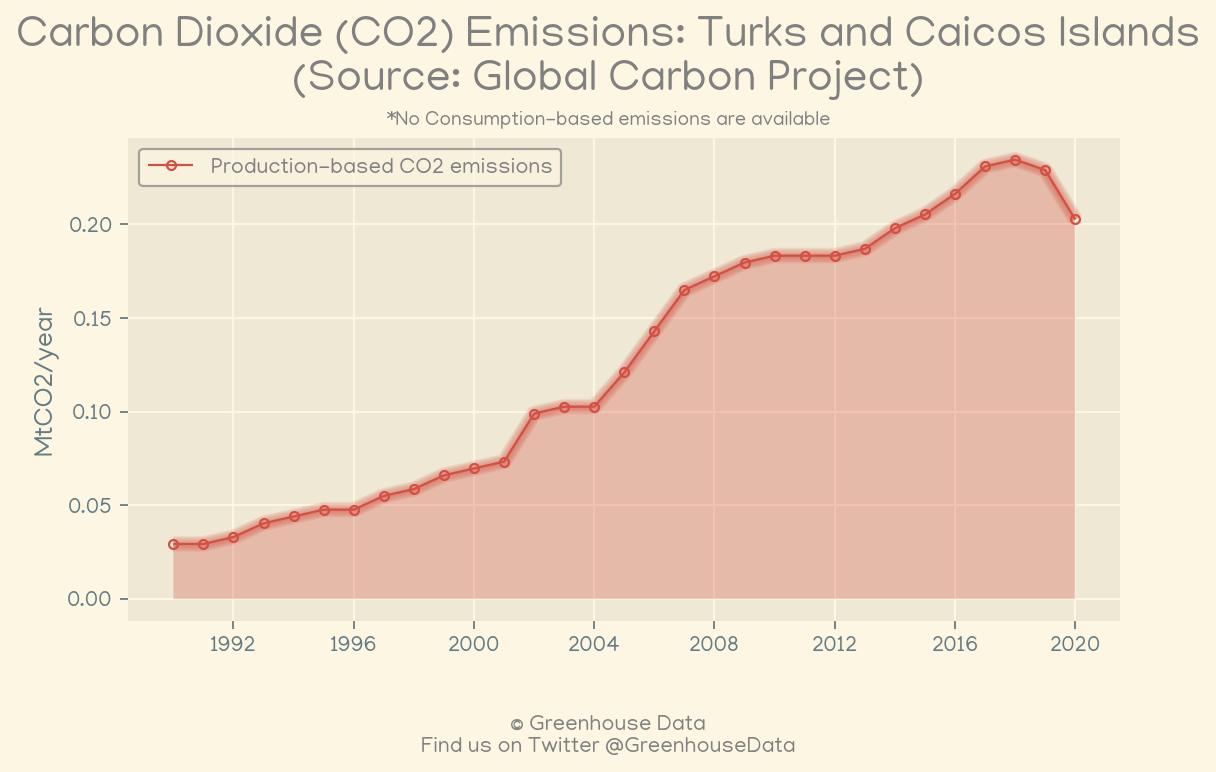 Carbon Dioxide (CO2) Emissions: Turks and Caicos Islands
(Source: Global Carbon Project)
*No Consumption-based emissions are available
Production-based CO2 emissions
MtCO2/year
0.20
0.15
0.10
0.05
0.00
1992 1996 2000 2004 2008 2012 2016 2020
© Greenhouse Data
Find us on Twitter @GreenhouseData